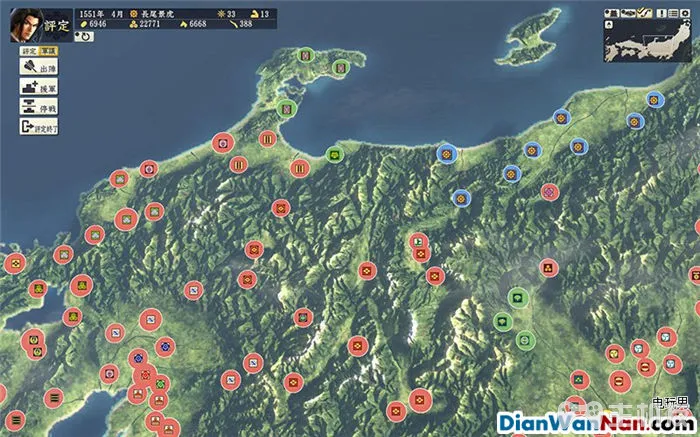 評定
1551年 4月 長尾景虎 33 13
6946 22771 6668 388
評定 軍議
出陣
援軍
停戦
評定終了
电玩男
DianWanNan.com